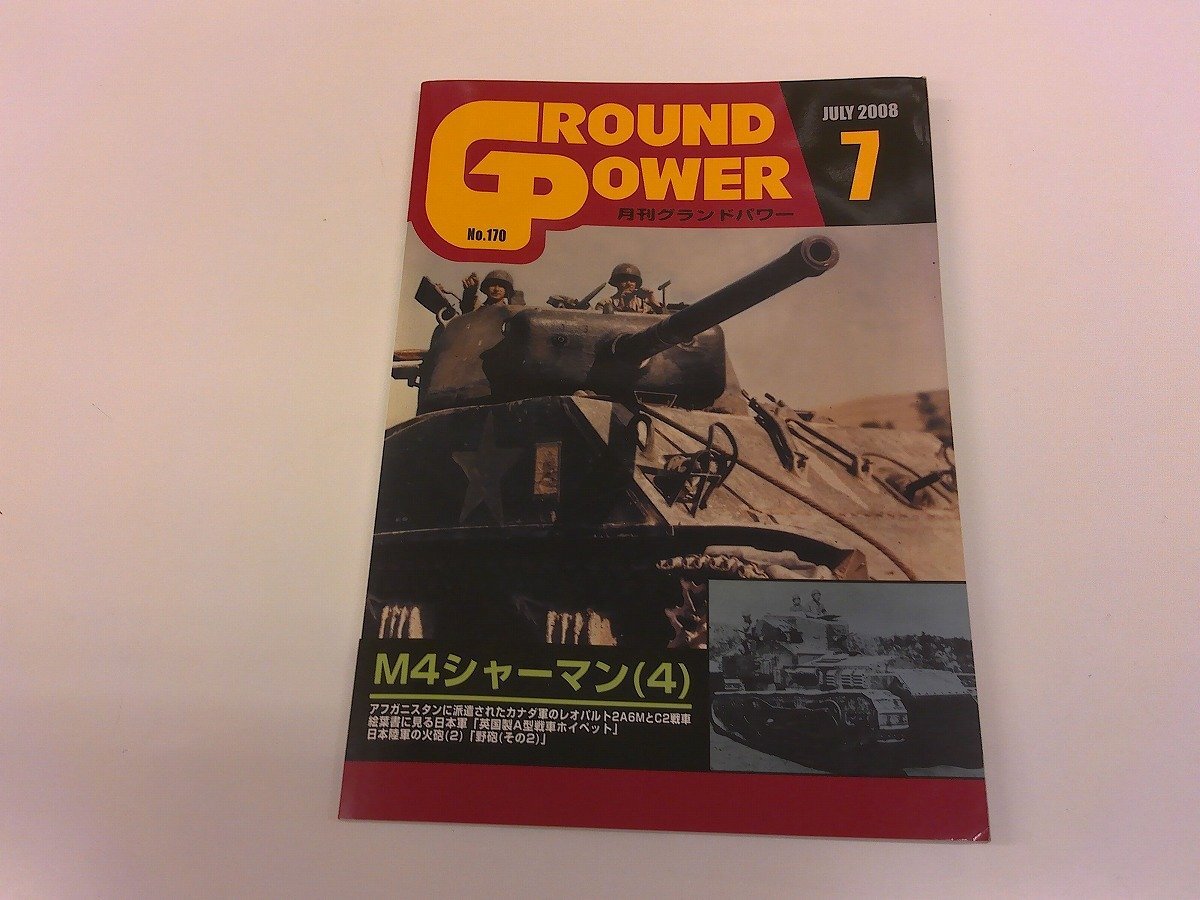 GROUND
POWER
月刊グランドパワー
No.170
JULY 2008
7
M4シャーマン(4)
アフガニスタンに派遣されたカナダ軍のレオパルト2A6MとC2戦車
絵葉書に見る日本軍「英国製A型戦車ホイペット」
日本陸軍の火砲(2)「野砲(その2)」